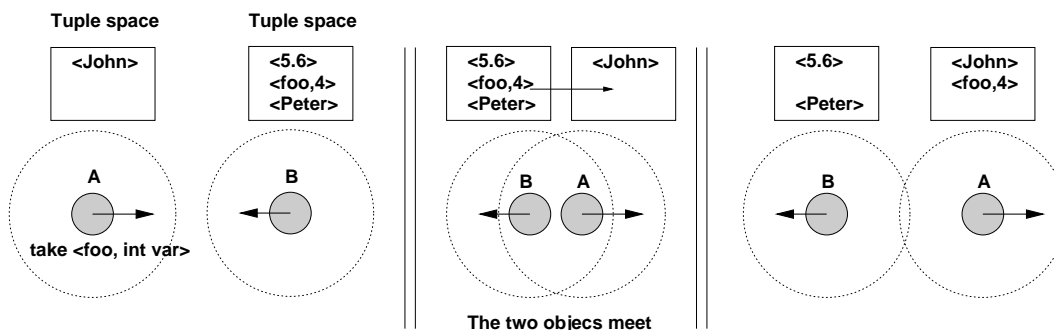 Tuple space
<John>
A
take <foo, int var>
Tuple space
<5.6>
<foo,4>
<Peter>
B
<5.6>
<foo,4>
<Peter>
<John>
B
A
The two objecs meet
<5.6>
<Peter>
<John>
<foo,4>
B
A